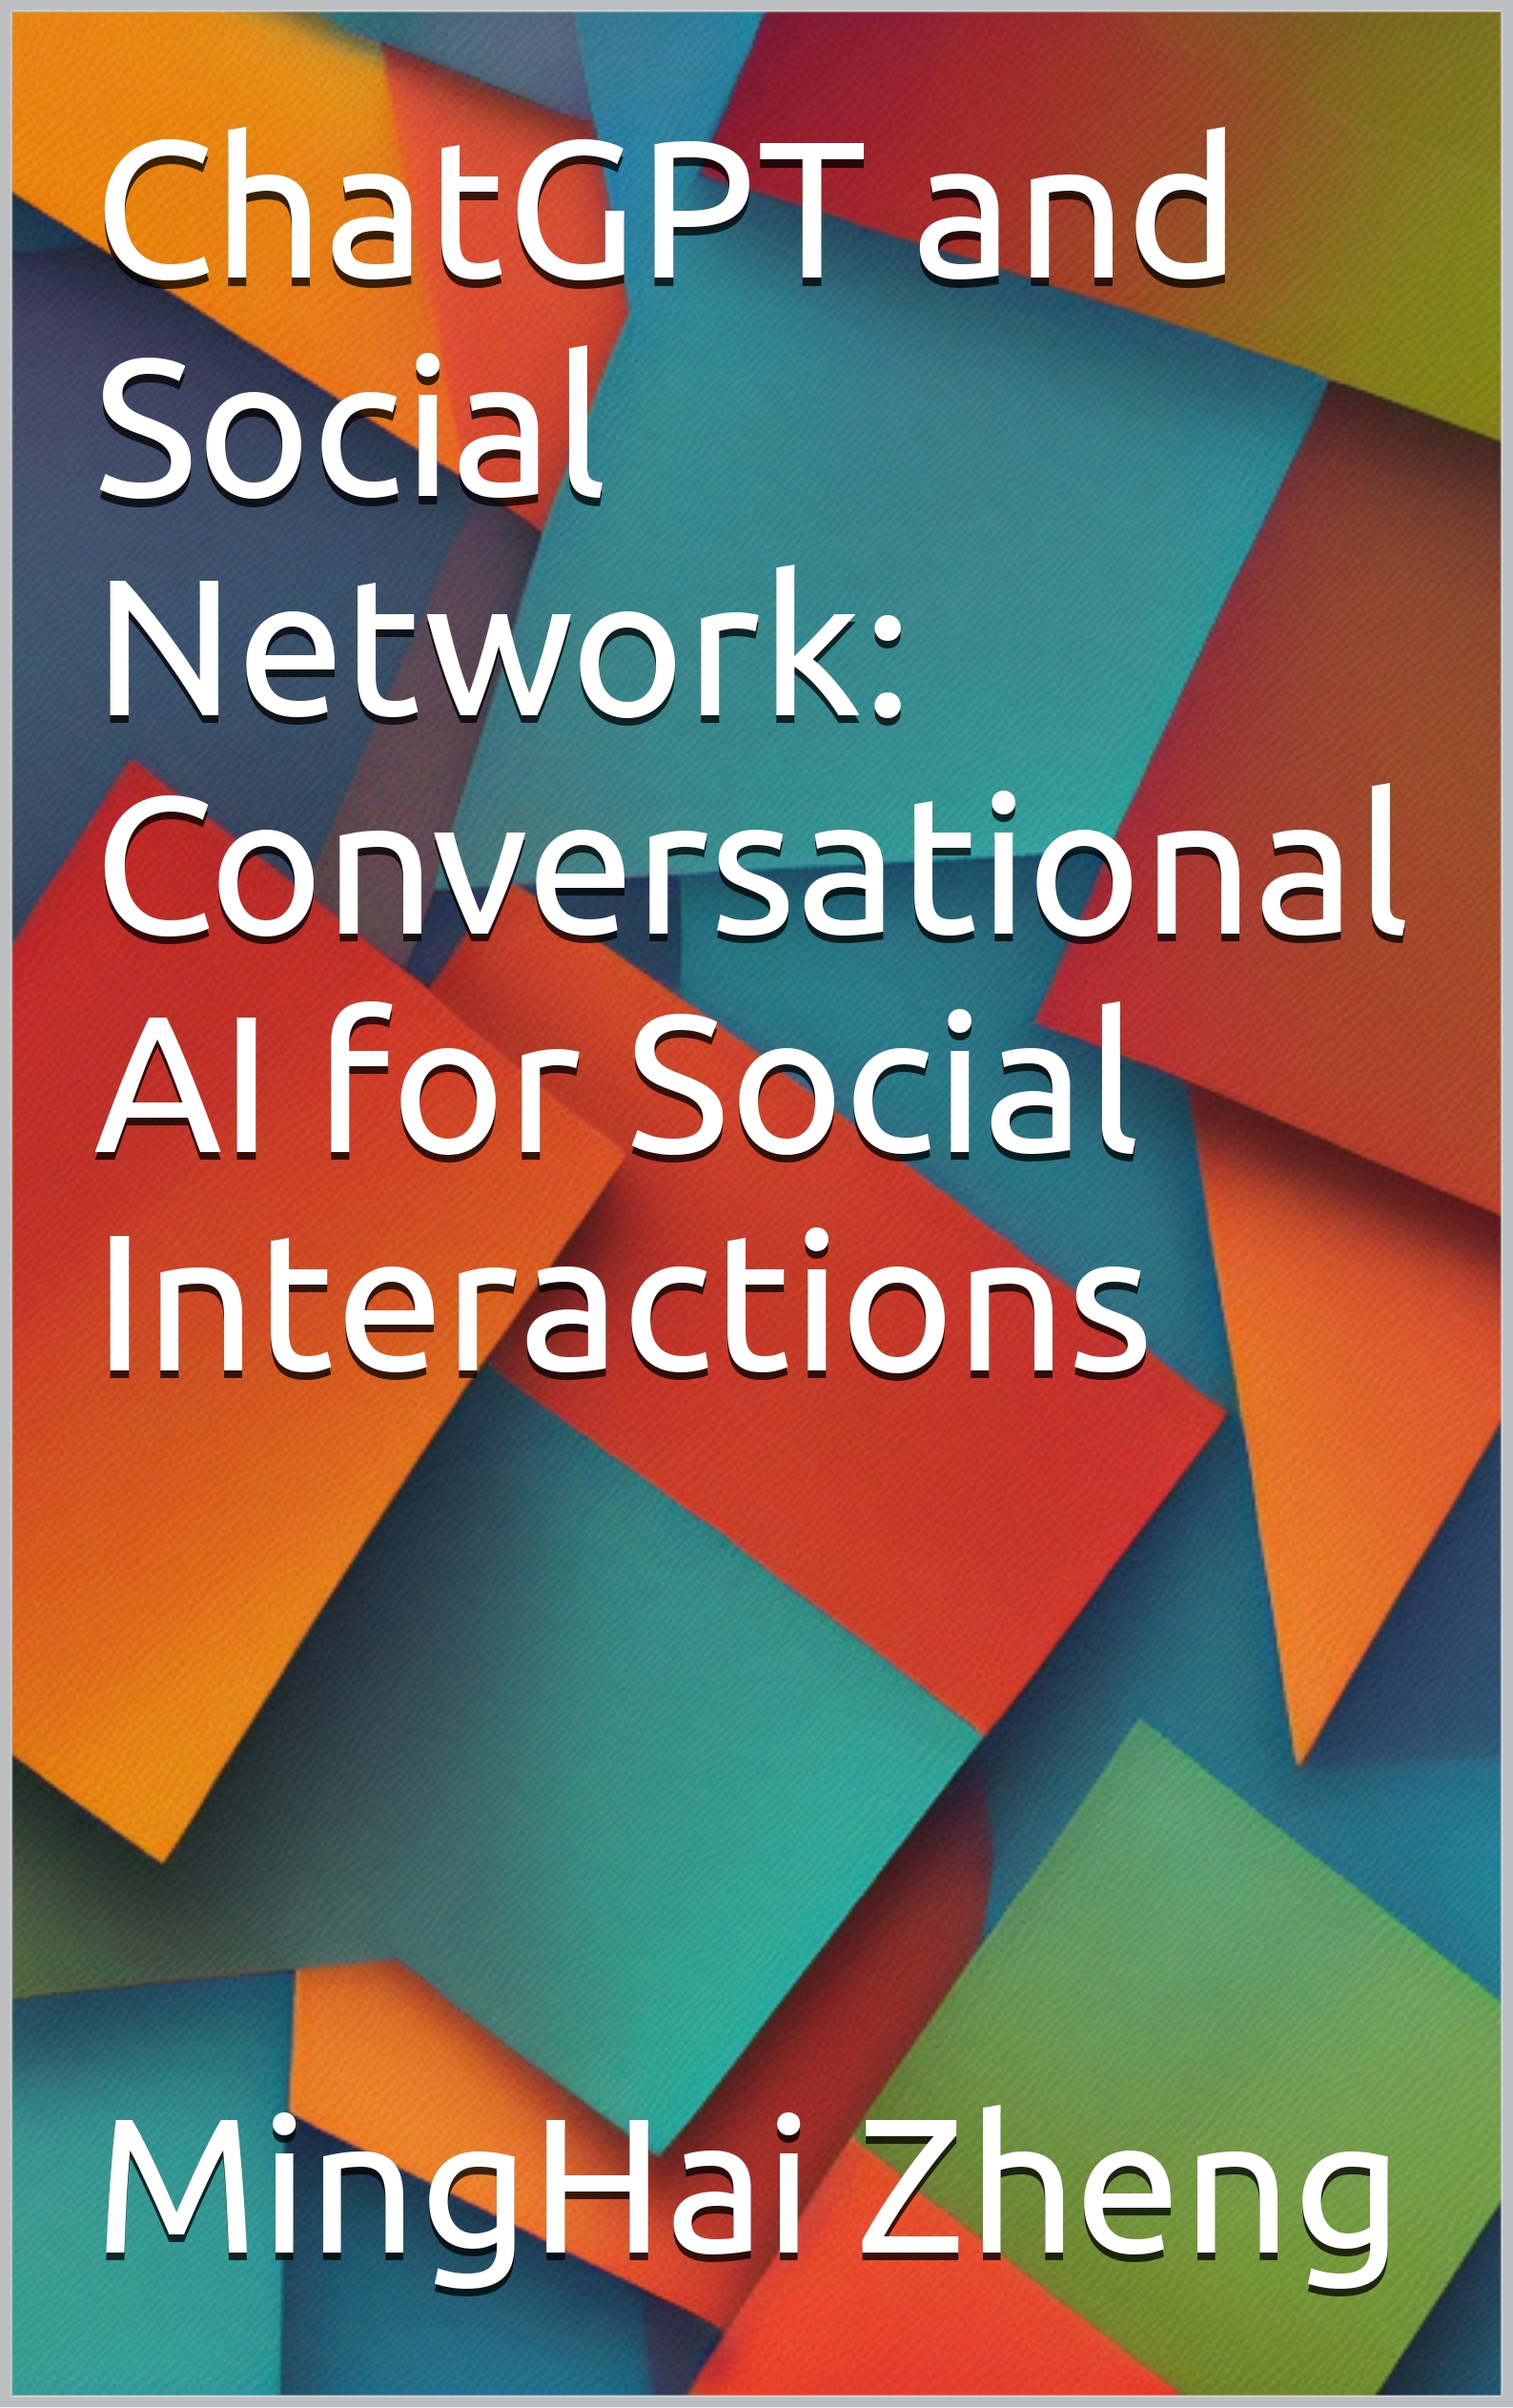 ChatGPT and
Social
Network:
Conversational
AI for Social
Interactions
MingHai Zheng